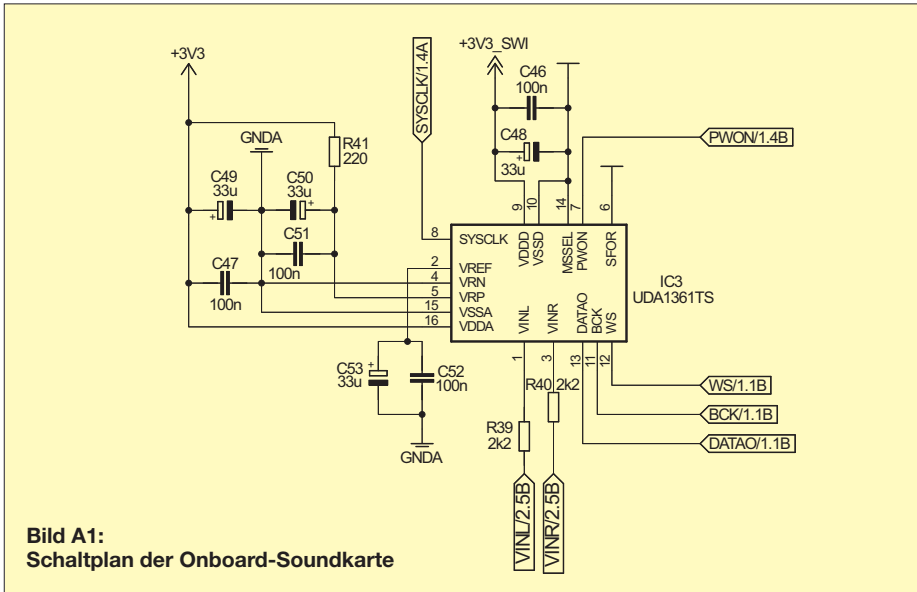 +3V3
SYSCLK/1.4A
+3V3_SWI
C46
100n
C48
33u
+
PWON/1.4B
GNDA
R41
220
C49
33u
+
C50
33u
+
C51
100n
C47
100n
9
10
14
7
6
VDDD
VSSD
MSSEL
PWON
SFOR
8
SYSCLK
2
VREF
4
VRN
5
VRP
15
VSSA
16
VDDA
VINL
VINR
DATAO
BCK
WS
IC3
UDA1361TS
1
3
13
11
12
C53
33u
+
C52
100n
GNDA
R40 2k2
R39
2k2
WS/1.1B
BCK/1.1B
DATAO/1.1B
VINL/2.5B
VINR/2.5B
Bild A1:
Schaltplan der Onboard-Soundkarte